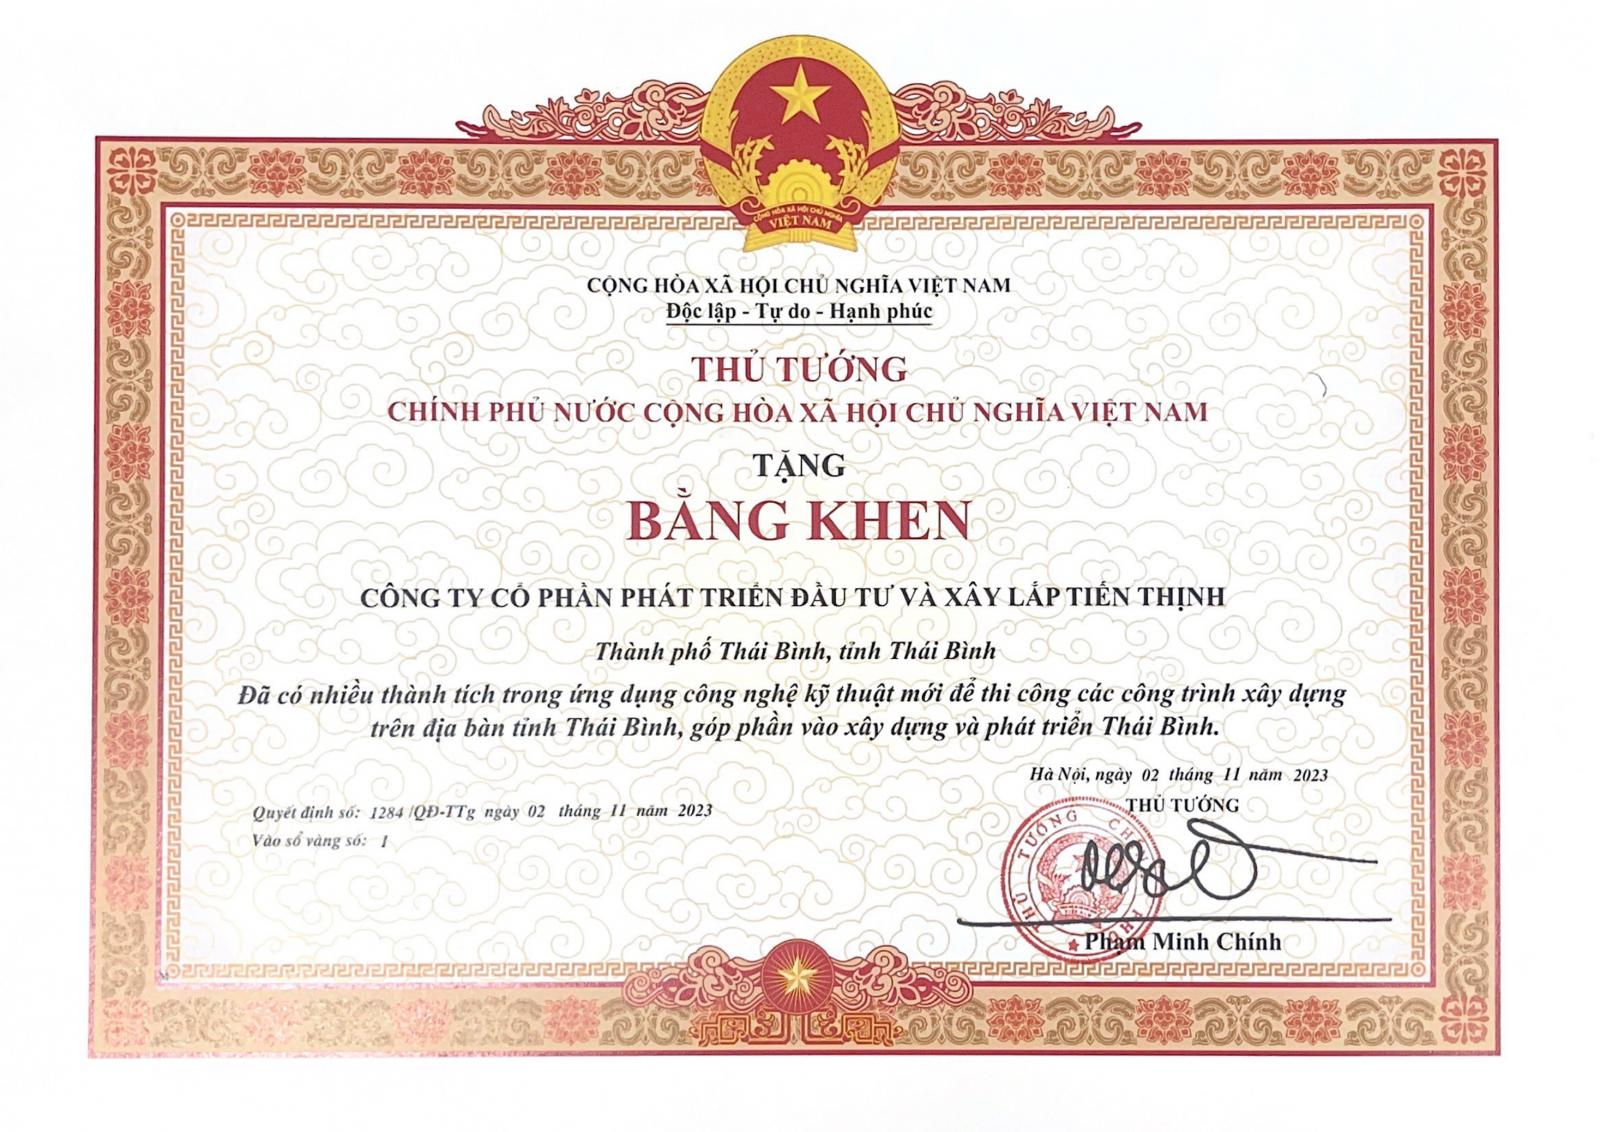 CỘNG HÒA XÃ HỘI CHỦ NGHĨA
VIỆT NAM
CỘNG HÒA XÃ HỘI CHỦ NGHĨA VIỆT NAM
Độc lập - Tự do - Hạnh phúc
THỦ TƯỚNG
CHÍNH PHỦ NƯỚC CỘNG HÒA XÃ HỘI CHỦ NGHĨA VIỆT NAM
TẶNG
BẰNG KHEN
CÔNG TY CỔ PHẦN PHÁT TRIỂN ĐẦU TƯ VÀ XÂY LẮP TIẾN THỊNH
Thành phố Thái Bình, tỉnh Thái Bình
Đã có nhiều thành tích trong ứng dụng công nghệ kỹ thuật mới để thi công các công trình xây dựng
trên địa bàn tỉnh Thái Bình, góp phần vào xây dựng và phát triển Thái Bình.
Hà Nội, ngày 02 tháng 11 năm 2023
THỦ TƯỚNG
Quyết định số: 1284 /QĐ-TTg ngày 02 tháng 11 năm 2023
Vào sổ vàng số: 1
THỦ TƯỚNG CHÍNH PHỦ
Phạm Minh Chính